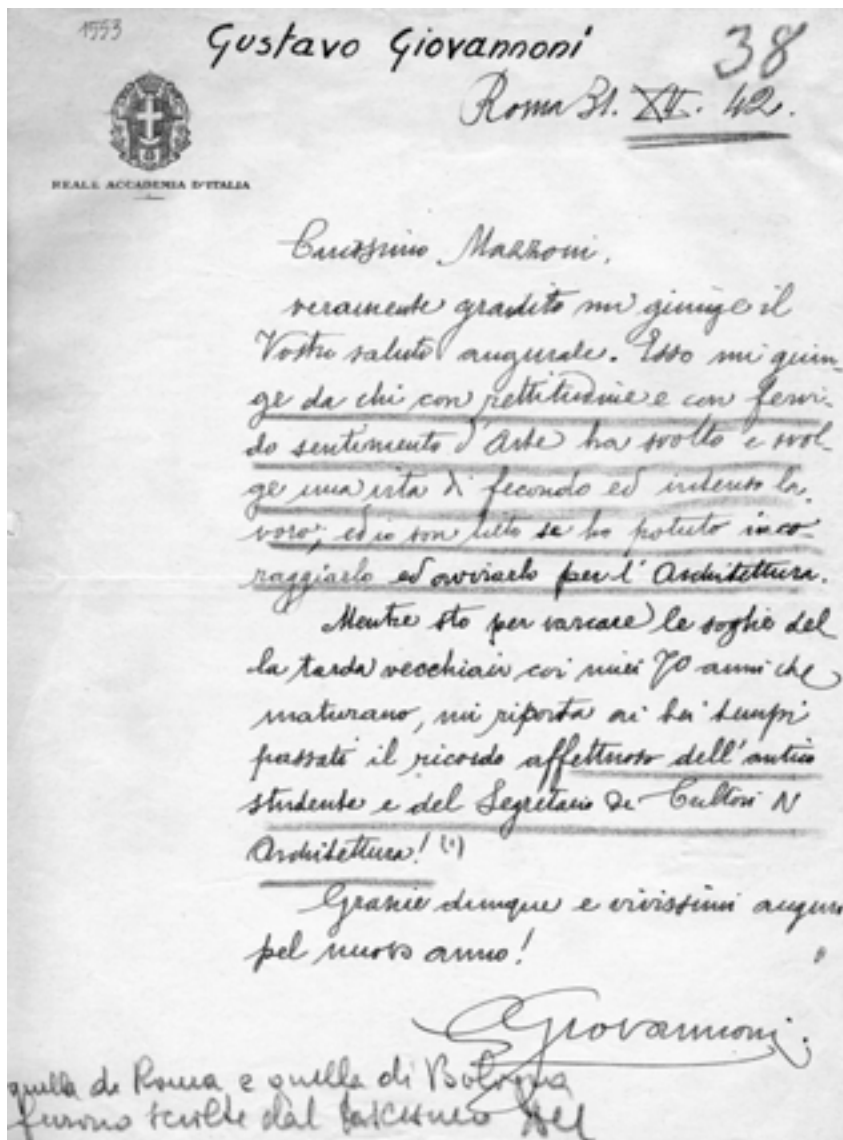 1553
Gustavo Giovannoni
38
Roma 31. XII. 42.
REALE ACCADEMIA D'ITALIA
Carissimo Mazzoni,
veramente gradito mi giunge il
Vostro saluto augurale. Esso mi giun-
ge da chi con rettitudine e con fervi-
do sentimento d'Arte ha svolto e svol-
ge una vita di fecondo ed intenso la-
voro; ed io son lieto se ho potuto inco-
raggiarlo ed avviarlo per l'Architettura.
Mentre sto per varcare le soglie del
la tarda vecchiaia coi miei 70 anni che
maturano, mi riporta ai bei tempi
passati il ricordo affettuoso dell'antico
studente e del Segretario dei Cultori
Architettura! (1)
Grazie dunque e vivissimi auguri
pel nuovo anno!
GGiovannoni.
quella di Roma e quella di Bologna
furono sciolte dal fascismo